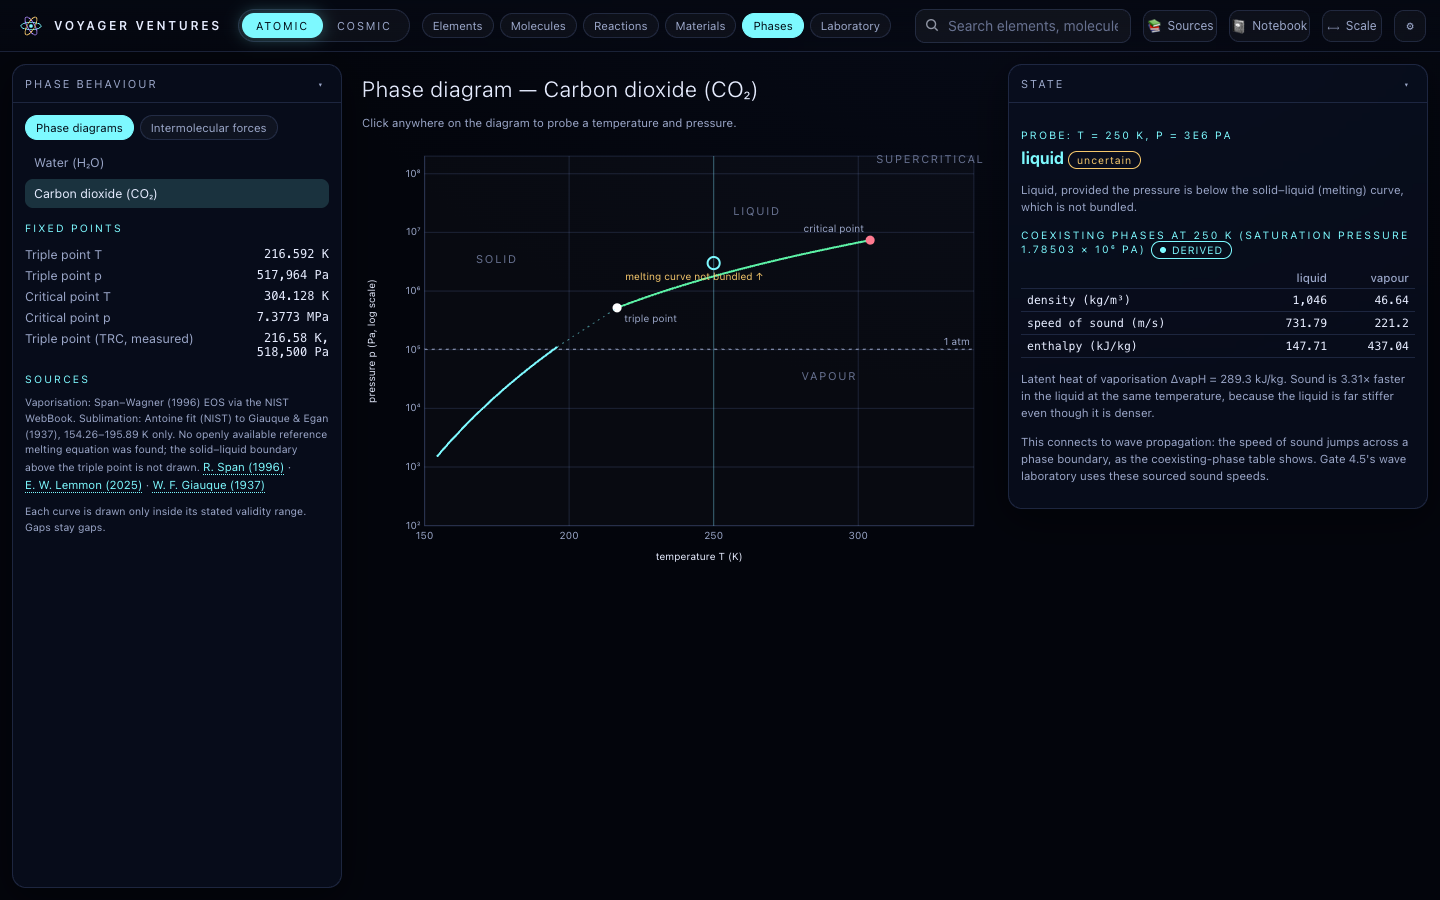 VOYAGER VENTURES
ATOMIC
COSMIC
Elements
Molecules
Reactions
Materials
Phases
Laboratory
Search elements, molecule
Sources
Notebook
Scale
PHASE BEHAVIOUR
Phase diagrams
Intermolecular forces
Water (H₂O)
Carbon dioxide (CO₂)
FIXED POINTS
Triple point T 216.592 K
Triple point p 517,964 Pa
Critical point T 304.128 K
Critical point p 7.3773 MPa
Triple point (TRC, measured) 216.58 K,
518,500 Pa
SOURCES
Vaporisation: Span–Wagner (1996) EOS via the NIST
WebBook. Sublimation: Antoine fit (NIST) to Giauque & Egan
(1937), 154.26–195.89 K only. No openly available reference
melting equation was found; the solid–liquid boundary
above the triple point is not drawn. R. Span (1996) ·
E. W. Lemmon (2025) · W. F. Giauque (1937)
Each curve is drawn only inside its stated validity range.
Gaps stay gaps.
Phase diagram — Carbon dioxide (CO₂)
Click anywhere on the diagram to probe a temperature and pressure.
SUPERCRITICAL
10⁸
LIQUID
10⁷
critical point
SOLID
melting curve not bundled ↑
10⁶
triple point
1 atm
10⁵
VAPOUR
10⁴
10³
10²
pressure p (Pa, log scale)
150
200
250
300
temperature T (K)
STATE
PROBE: T = 250 K, P = 3E6 PA
liquid uncertain
Liquid, provided the pressure is below the solid–liquid (melting) curve,
which is not bundled.
COEXISTING PHASES AT 250 K (SATURATION PRESSURE
1.78503 × 10⁶ PA) DERIVED
liquid vapour
density (kg/m³) 1,046 46.64
speed of sound (m/s) 731.79 221.2
enthalpy (kJ/kg) 147.71 437.04
Latent heat of vaporisation ΔvapH = 289.3 kJ/kg. Sound is 3.31× faster
in the liquid at the same temperature, because the liquid is far stiffer
even though it is denser.
This connects to wave propagation: the speed of sound jumps across a
phase boundary, as the coexisting-phase table shows. Gate 4.5's wave
laboratory uses these sourced sound speeds.